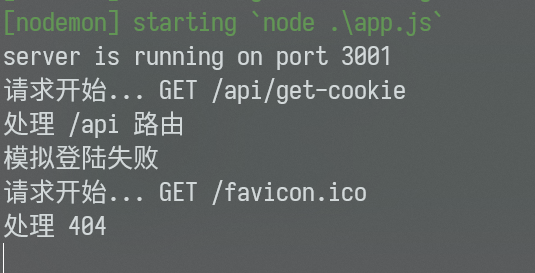 [nodemon] starting `node .\app.js`
server is running on port 3001
请求开始... GET /api/get-cookie
处理 /api 路由
模拟登陆失败
请求开始... GET /favicon.ico
处理 404